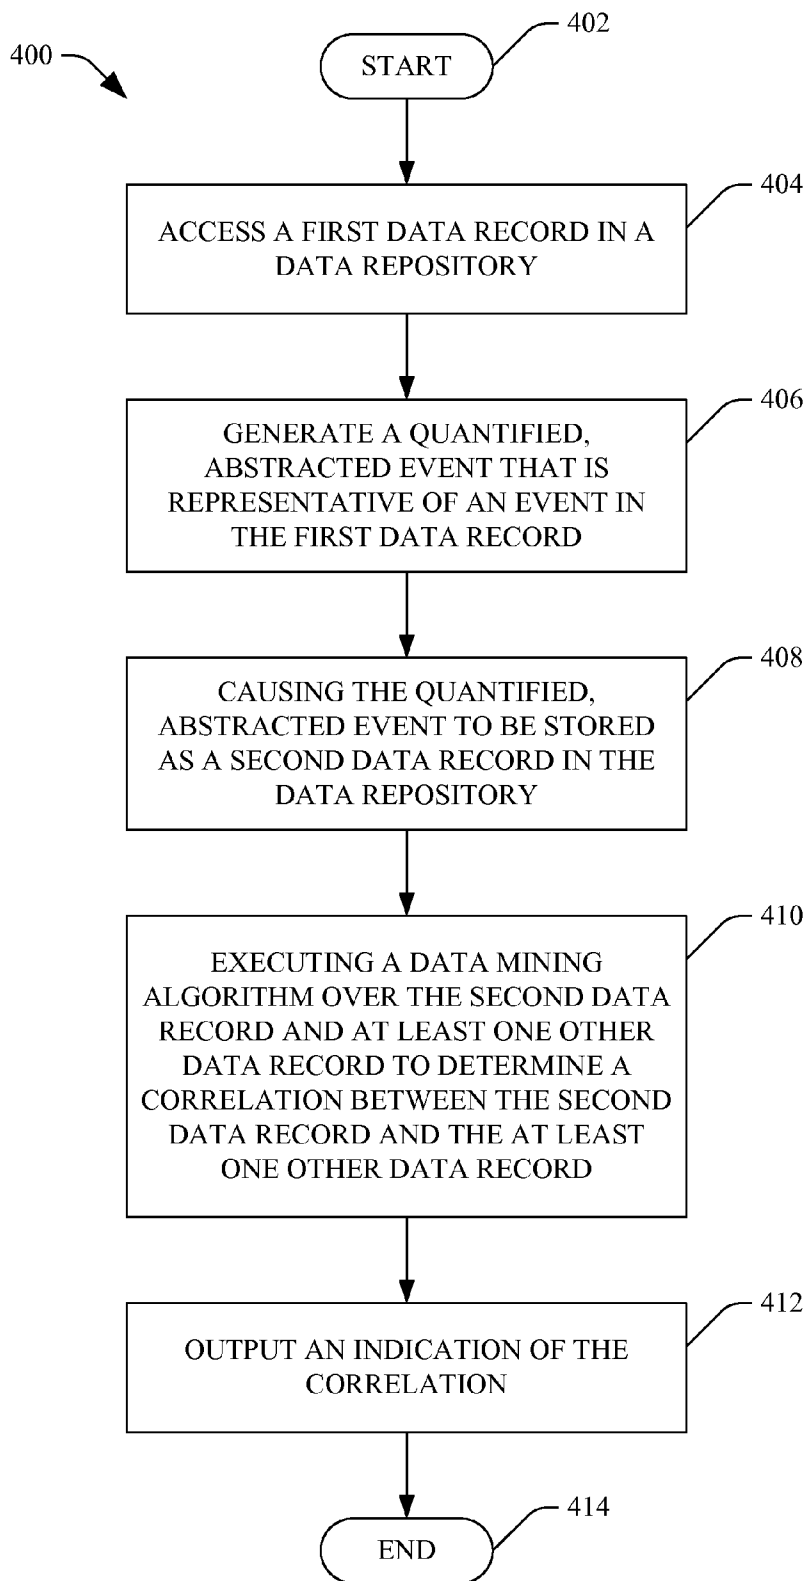 402
400
START
404
ACCESS A FIRST DATA RECORD IN A
DATA REPOSITORY
406
GENERATE A QUANTIFIED,
ABSTRACTED EVENT THAT IS
REPRESENTATIVE OF AN EVENT IN
THE FIRST DATA RECORD
408
CAUSING THE QUANTIFIED,
ABSTRACTED EVENT TO BE STORED
AS A SECOND DATA RECORD IN THE
DATA REPOSITORY
410
EXECUTING A DATA MINING
ALGORITHM OVER THE SECOND DATA
RECORD AND AT LEAST ONE OTHER
DATA RECORD TO DETERMINE A
CORRELATION BETWEEN THE SECOND
DATA RECORD AND THE AT LEAST
ONE OTHER DATA RECORD
412
OUTPUT AN INDICATION OF THE
CORRELATION
414
END